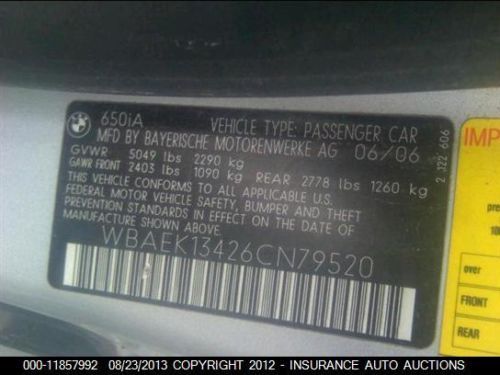 650iA VEHICLE TYPE: PASSENGER CAR
MFD BY BAYERISCHE MOTORENWERKE AG 06/06
GVWR 5049 lbs 2290 kg
GAWR FRONT 2403 lbs 1090 kg REAR 2778 lbs 1260 kg
THIS VEHICLE CONFORMS TO ALL APPLICABLE U.S.
FEDERAL MOTOR VEHICLE SAFETY, BUMPER, AND
THEFT PREVENTION STANDARDS IN EFFECT ON THE
DATE OF MANUFACTURE SHOWN ABOVE.
WBAEK13426CN79520
2 122 606
IMP
pre
over
FRONT
REAR
000-11857992 08/23/2013 COPYRIGHT 2012 - INSURANCE AUTO AUCTIONS